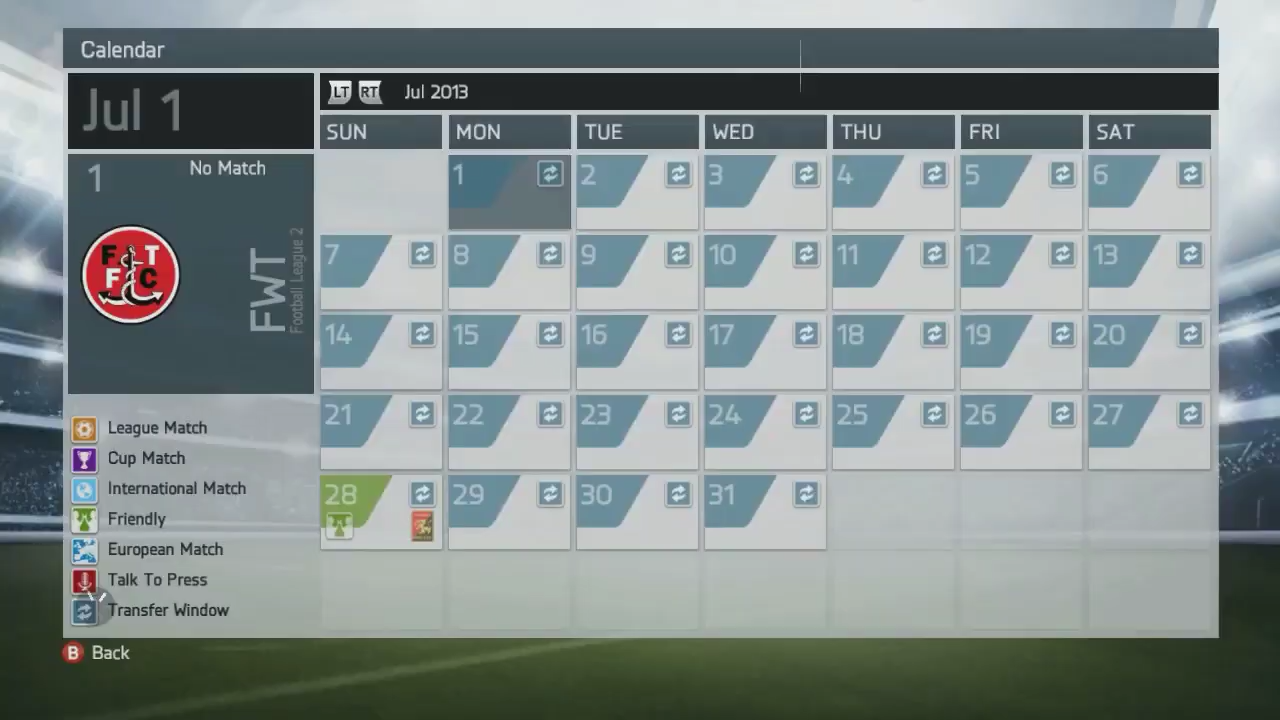 Calendar
Jul 1
LT RT Jul 2013
SUN MON TUE WED THU FRI SAT
1 No Match
F T
F C
FWT
Football League 2
1 2 3 4 5 6
7 8 9 10 11 12 13
14 15 16 17 18 19 20
21 22 23 24 25 26 27
28 29 30 31
League Match
Cup Match
International Match
Friendly
European Match
Talk To Press
Transfer Window
B Back